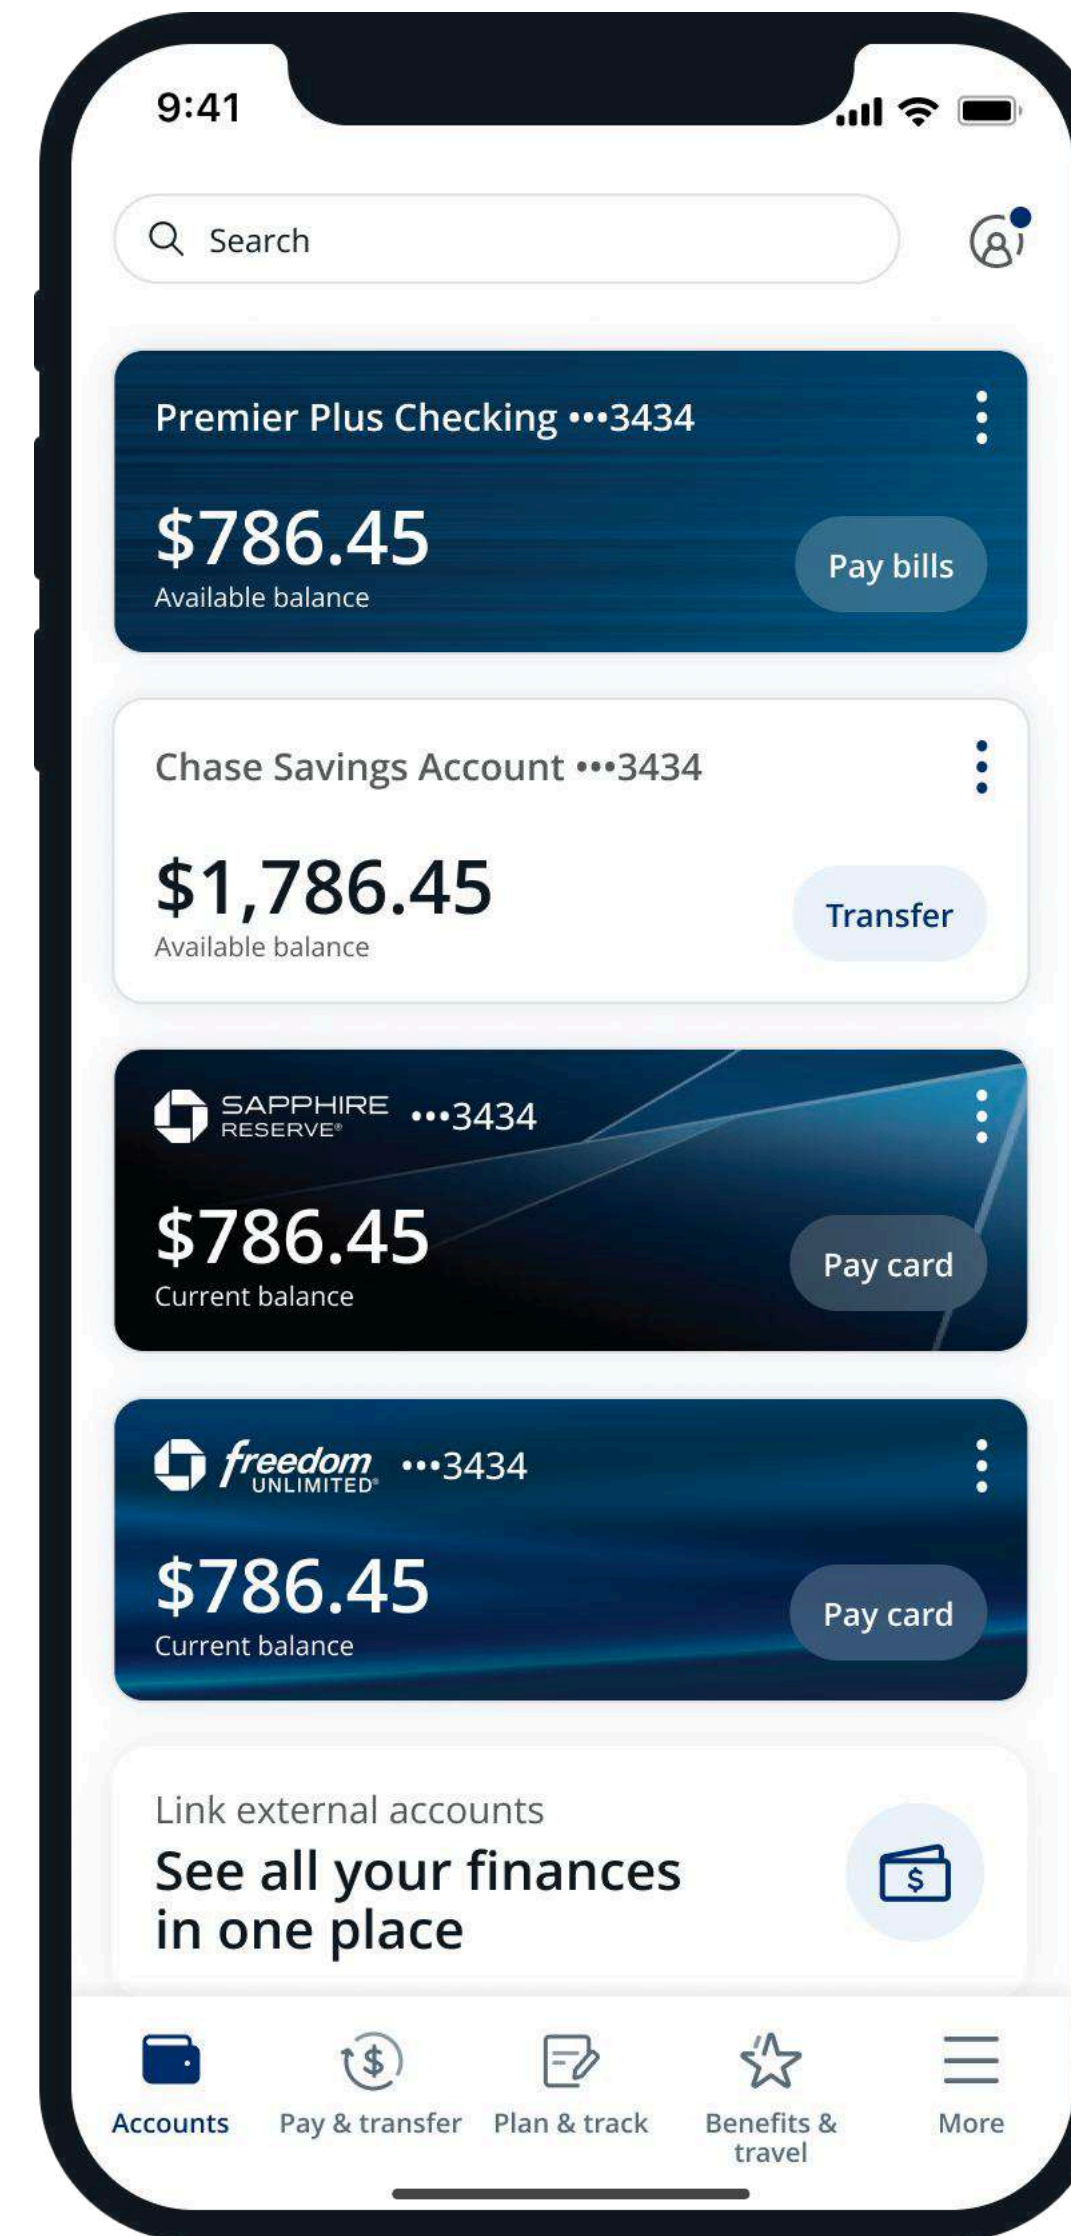 9:41
Search
Premier Plus Checking •••3434
$786.45
Available balance
Pay bills
Chase Savings Account •••3434
$1,786.45
Available balance
Transfer
SAPPHIRE
RESERVE®
•••3434
$786.45
Current balance
Pay card
freedom
UNLIMITED®
•••3434
$786.45
Current balance
Pay card
Link external accounts
See all your finances
in one place
$
$
Accounts
Pay & transfer
Plan & track
Benefits &
travel
More